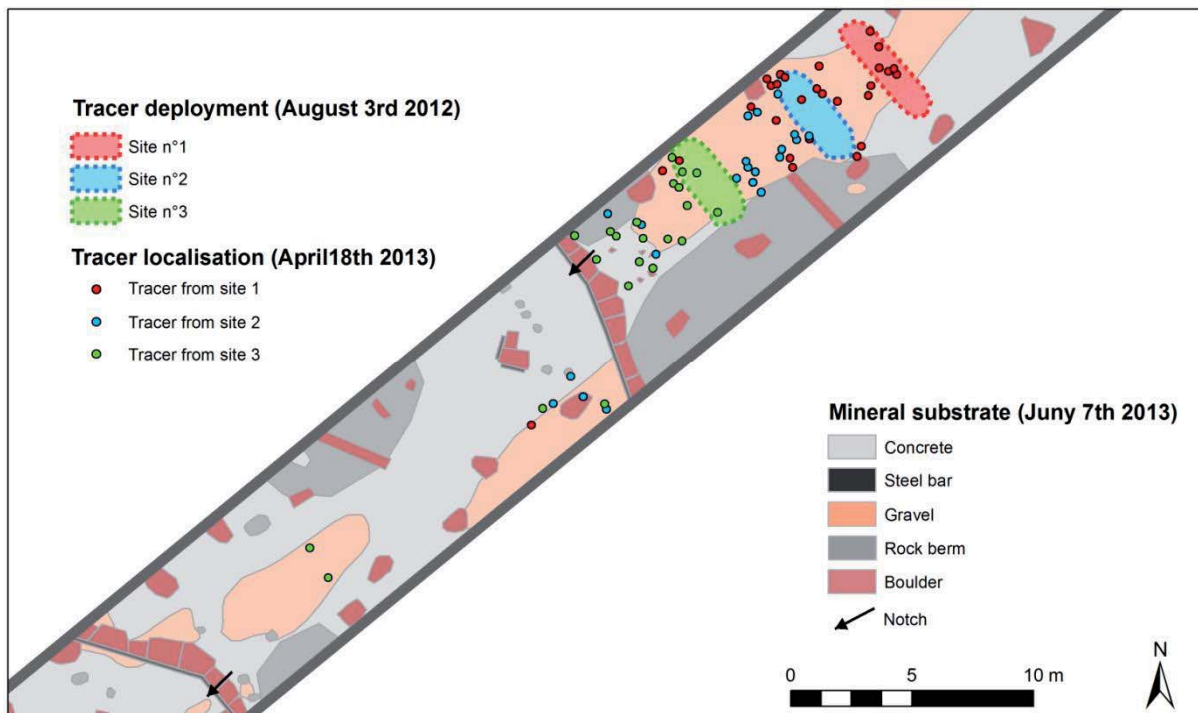 Tracer deployment (August 3rd 2012)
Site n°1
Site n°2
Site n°3
Tracer localisation (April18th 2013)
Tracer from site 1
Tracer from site 2
Tracer from site 3
Mineral substrate (Juny 7th 2013)
Concrete
Steel bar
Gravel
Rock berm
Boulder
Notch
N
0 5 10 m